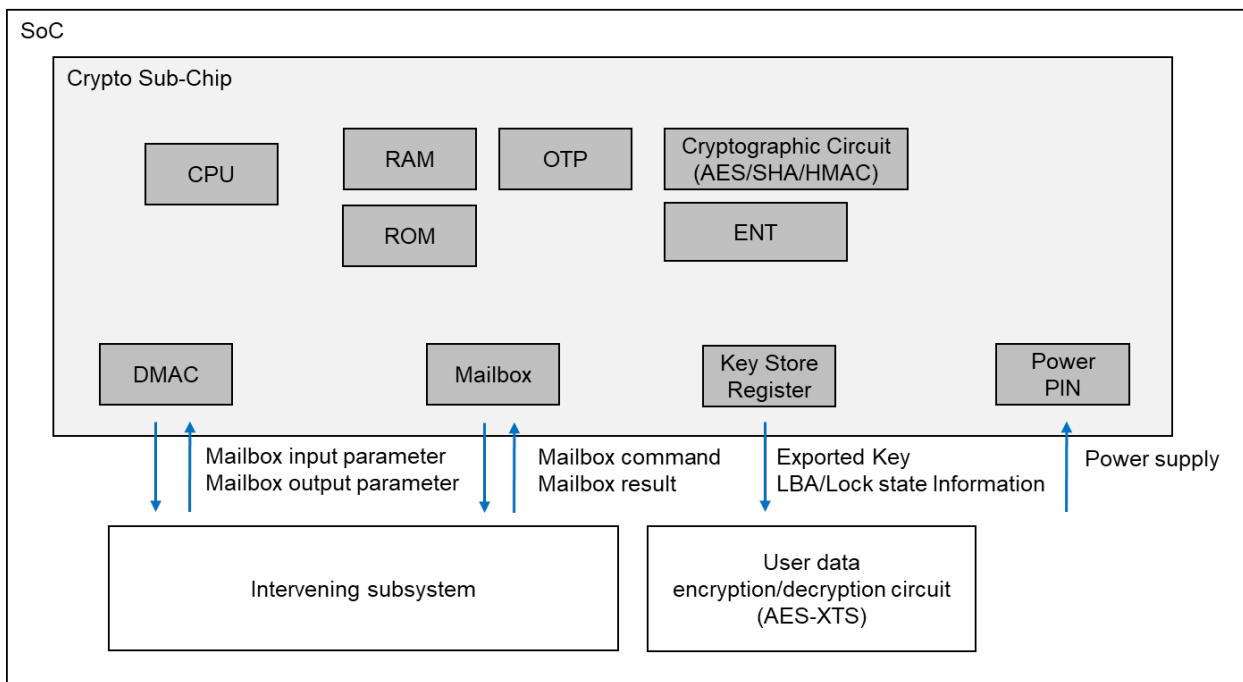 SoC
Crypto Sub-Chip
CPU
RAM
OTP
Cryptographic Circuit
(AES/SHA/HMAC)
ROM
ENT
DMAC
Mailbox
Key Store
Register
Power
PIN
Mailbox input parameter
Mailbox output parameter
Mailbox command
Mailbox result
Exported Key
LBA/Lock state Information
Power supply
Intervening subsystem
User data
encryption/decryption circuit
(AES-XTS)